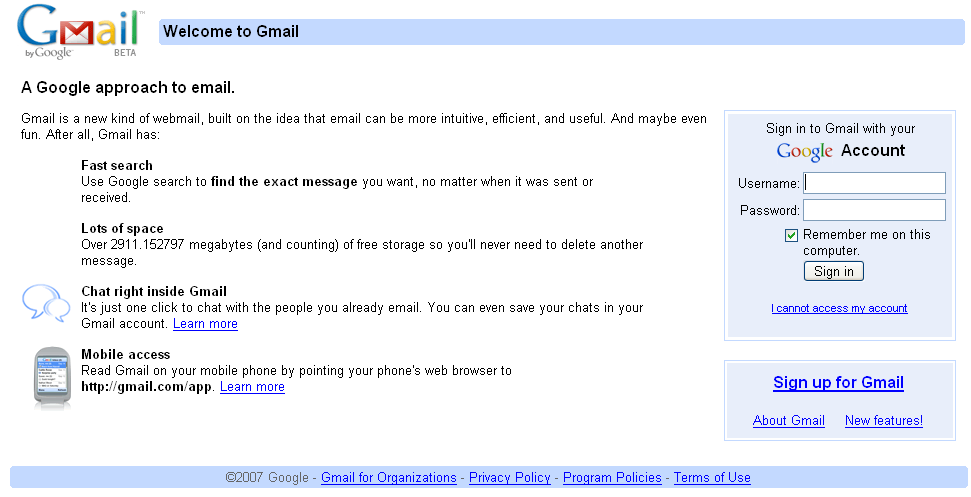 Gmail™
by Google
BETA
Welcome to Gmail
A Google approach to email.
Gmail is a new kind of webmail, built on the idea that email can be more intuitive, efficient, and useful. And maybe even
fun. After all, Gmail has:
Fast search
Use Google search to find the exact message you want, no matter when it was sent or
received.
Lots of space
Over 2911.152797 megabytes (and counting) of free storage so you'll never need to delete another
message.
Chat right inside Gmail
It's just one click to chat with the people you already email. You can even save your chats in your
Gmail account. Learn more
Mobile access
Read Gmail on your mobile phone by pointing your phone's web browser to
http://gmail.com/app. Learn more
Sign in to Gmail with your
Google Account
Username:
Password:
Remember me on this
computer.
Sign in
I cannot access my account
Sign up for Gmail
About Gmail New features!
©2007 Google - Gmail for Organizations - Privacy Policy - Program Policies - Terms of Use